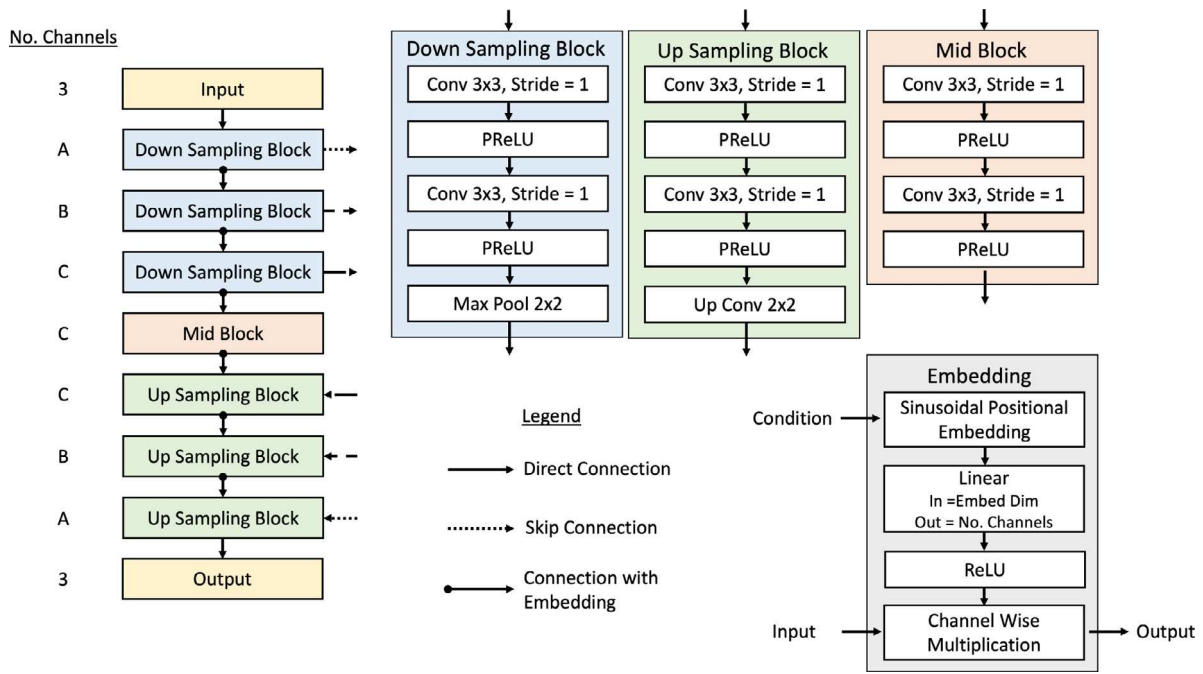 No. Channels
3
Input
A
Down Sampling Block
B
Down Sampling Block
C
Down Sampling Block
C
Mid Block
C
Up Sampling Block
B
Up Sampling Block
A
Up Sampling Block
3
Output
Down Sampling Block
Conv 3x3, Stride = 1
PReLU
Conv 3x3, Stride = 1
PReLU
Max Pool 2x2
Up Sampling Block
Conv 3x3, Stride = 1
PReLU
Conv 3x3, Stride = 1
PReLU
Up Conv 2x2
Mid Block
Conv 3x3, Stride = 1
PReLU
Conv 3x3, Stride = 1
PReLU
Legend
Direct Connection
Skip Connection
Connection with
Embedding
Embedding
Condition
Sinusoidal Positional
Embedding
Linear
In =Embed Dim
Out = No. Channels
ReLU
Input
Channel Wise
Multiplication
Output